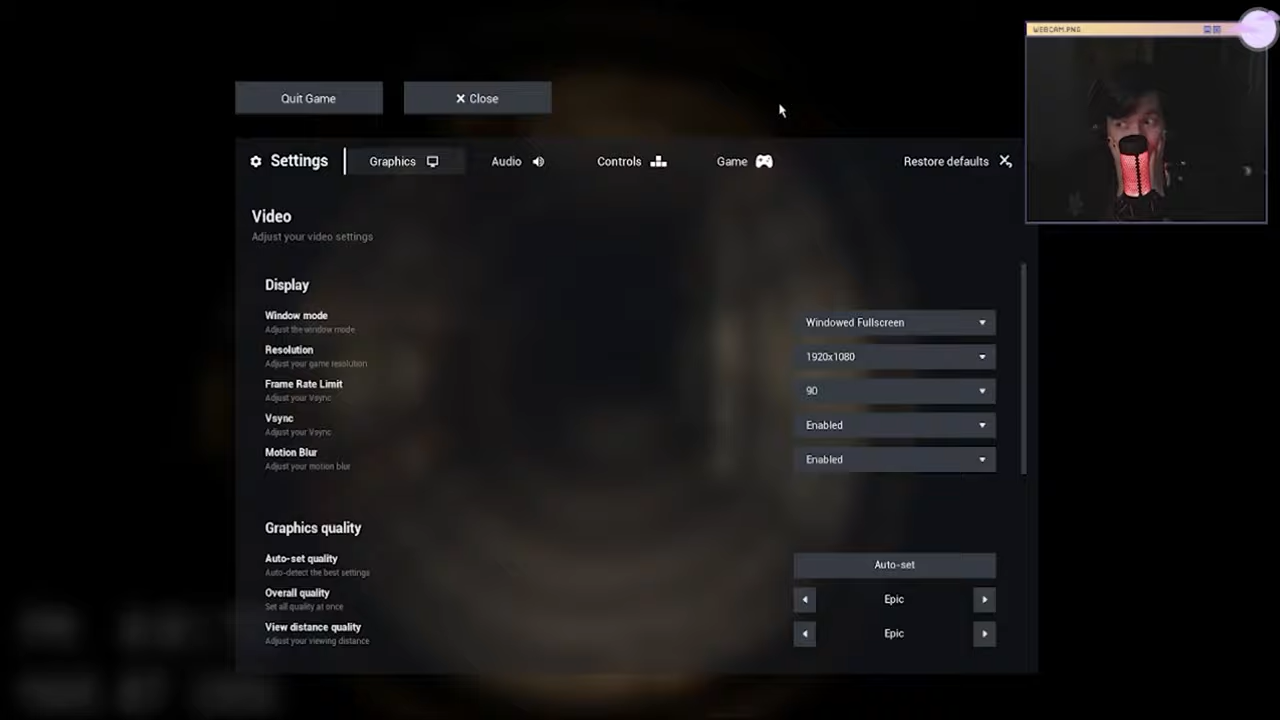 WEBCAM.PNG
Quit Game
Close
Settings
Graphics
Audio
Controls
Game
Restore defaults
Video
Adjust your video settings
Display
Window mode
Adjust the window mode
Windowed Fullscreen
Resolution
Adjust your game resolution
1920x1080
Frame Rate Limit
Adjust your Vsync
90
Vsync
Adjust your Vsync
Enabled
Motion Blur
Adjust your motion blur
Enabled
Graphics quality
Auto-set quality
Auto-detect the best settings
Auto-set
Overall quality
Set all quality at once
Epic
View distance quality
Adjust your viewing distance
Epic